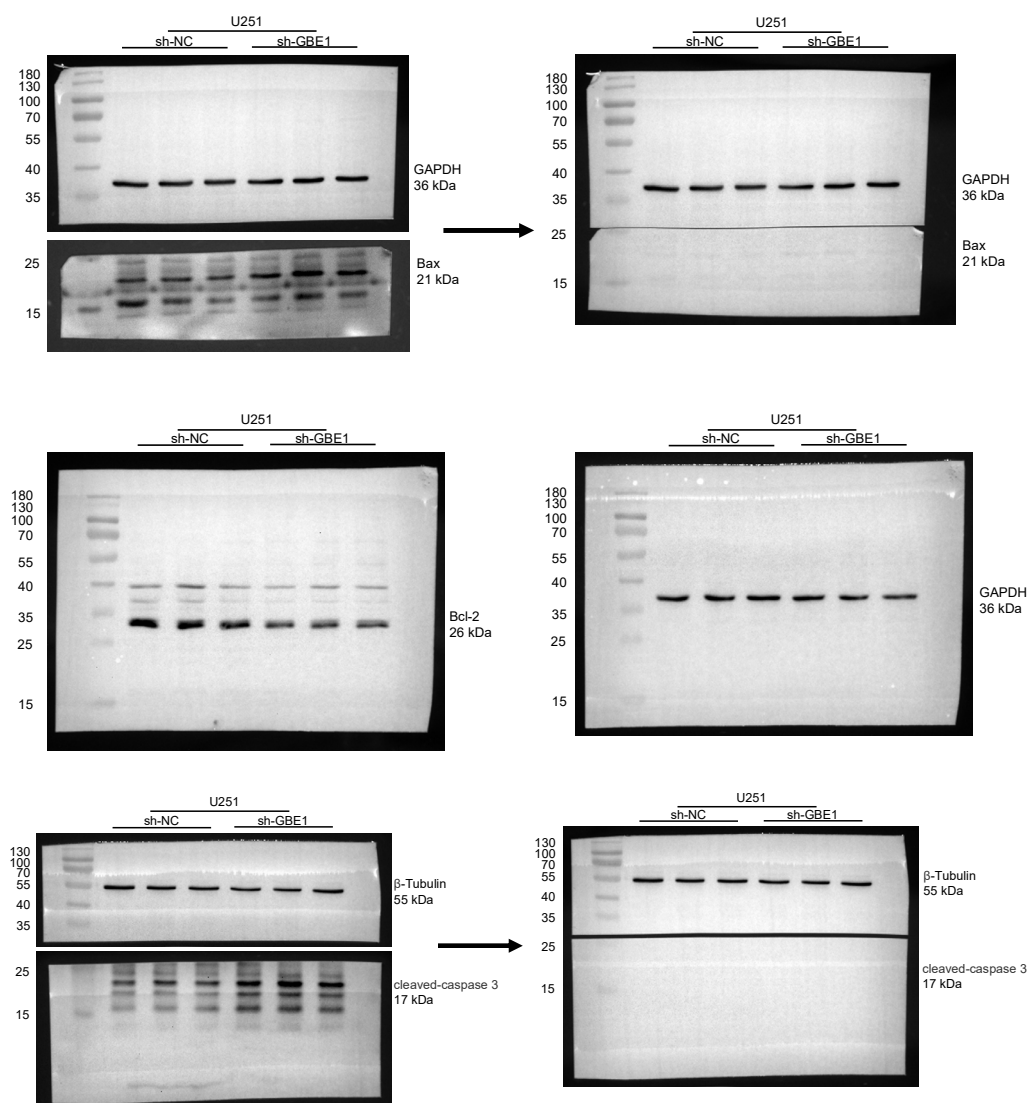 U251
sh-NC sh-GBE1
180
130
100
70
55
40
35
GAPDH
36 kDa
25
15
Bax
21 kDa
U251
sh-NC sh-GBE1
180
130
100
70
55
40
35
25
15
GAPDH
36 kDa
Bax
21 kDa
U251
sh-NC sh-GBE1
180
130
100
70
55
40
35
25
15
Bcl-2
26 kDa
U251
sh-NC sh-GBE1
180
130
100
70
55
40
35
25
15
GAPDH
36 kDa
U251
sh-NC sh-GBE1
130
100
70
55
40
35
β-Tubulin
55 kDa
25
15
cleaved-caspase 3
17 kDa
U251
sh-NC sh-GBE1
130
100
70
55
40
35
25
15
β-Tubulin
55 kDa
cleaved-caspase 3
17 kDa